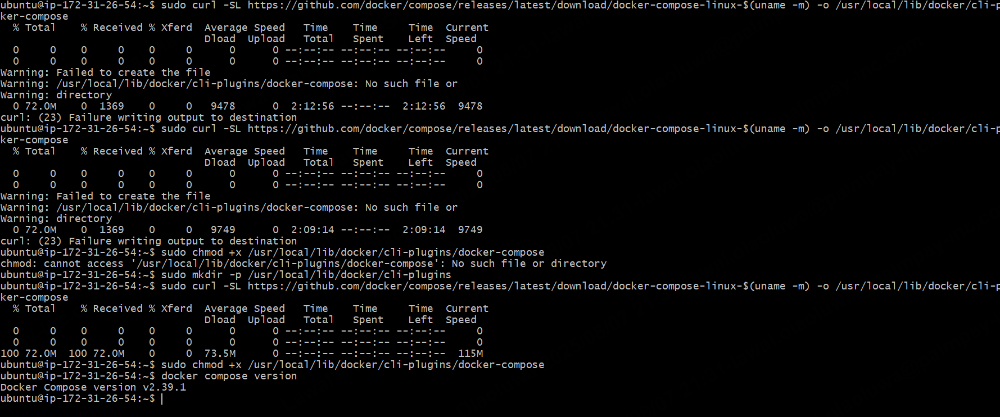 ubuntu@ip-172-31-26-54:~$ sudo curl -SL https://github.com/docker/compose/releases/latest/download/docker-compose-linux-$(uname -m) -o /usr/local/lib/docker/cli-p
ker-compose
  % Total    % Received % Xferd  Average Speed   Time    Time     Time  Current
                                 Dload  Upload   Total   Spent    Left  Speed
  0     0    0     0    0     0      0      0 --:--:-- --:--:-- --:--:--     0
  0     0    0     0    0     0      0      0 --:--:-- --:--:-- --:--:--     0
Warning: Failed to create the file
Warning: /usr/local/lib/docker/cli-plugins/docker-compose: No such file or
Warning: directory
  0 72.0M    0  1369    0     0   9478      0  2:12:56 --:--:--  2:12:56  9478
curl: (23) Failure writing output to destination
ubuntu@ip-172-31-26-54:~$ sudo curl -SL https://github.com/docker/compose/releases/latest/download/docker-compose-linux-$(uname -m) -o /usr/local/lib/docker/cli-p
ker-compose
  % Total    % Received % Xferd  Average Speed   Time    Time     Time  Current
                                 Dload  Upload   Total   Spent    Left  Speed
  0     0    0     0    0     0      0      0 --:--:-- --:--:-- --:--:--     0
  0     0    0     0    0     0      0      0 --:--:-- --:--:-- --:--:--     0
Warning: Failed to create the file
Warning: /usr/local/lib/docker/cli-plugins/docker-compose: No such file or
Warning: directory
  0 72.0M    0  1369    0     0   9749      0  2:09:14 --:--:--  2:09:14  9749
curl: (23) Failure writing output to destination
ubuntu@ip-172-31-26-54:~$ sudo chmod +x /usr/local/lib/docker/cli-plugins/docker-compose
chmod: cannot access '/usr/local/lib/docker/cli-plugins/docker-compose': No such file or directory
ubuntu@ip-172-31-26-54:~$ sudo mkdir -p /usr/local/lib/docker/cli-plugins
ubuntu@ip-172-31-26-54:~$ sudo curl -SL https://github.com/docker/compose/releases/latest/download/docker-compose-linux-$(uname -m) -o /usr/local/lib/docker/cli-p
ker-compose
  % Total    % Received % Xferd  Average Speed   Time    Time     Time  Current
                                 Dload  Upload   Total   Spent    Left  Speed
  0     0    0     0    0     0      0      0 --:--:-- --:--:-- --:--:--     0
  0     0    0     0    0     0      0      0 --:--:-- --:--:-- --:--:--     0
100 72.0M  100 72.0M    0     0  73.5M      0 --:--:-- --:--:-- --:--:--  115M
ubuntu@ip-172-31-26-54:~$ sudo chmod +x /usr/local/lib/docker/cli-plugins/docker-compose
ubuntu@ip-172-31-26-54:~$ docker compose version
Docker Compose version v2.39.1
ubuntu@ip-172-31-26-54:~$